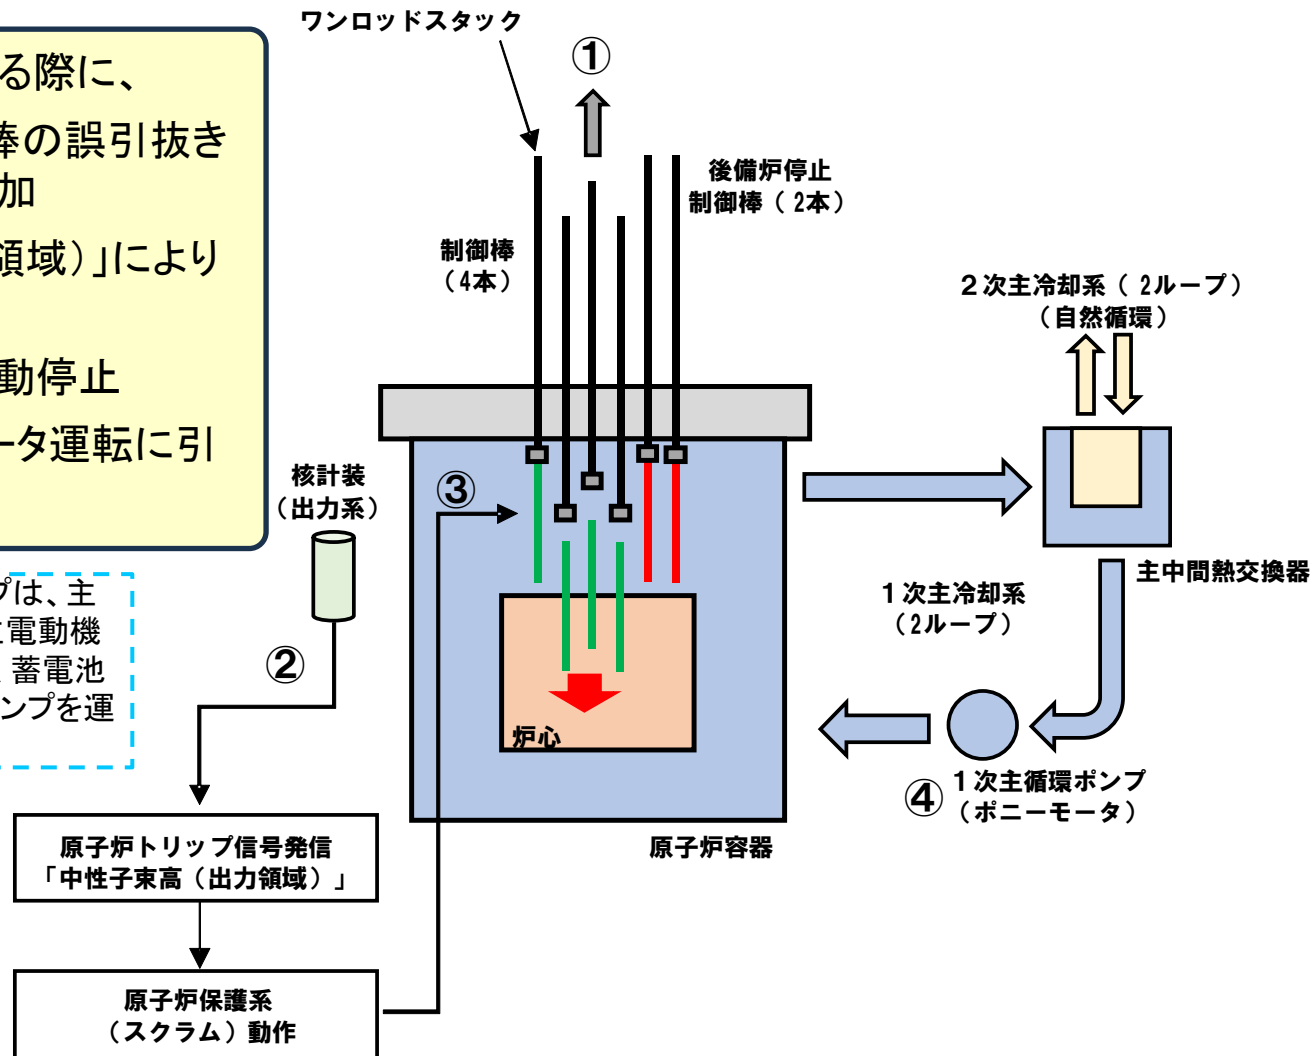 ワンロッドスタック
①
る際に、
棒の誤引抜き
加
領域）」により
動停止
ータ運転に引
後備炉停止
制御棒（ 2本）
制御棒
（4本）
２次主冷却系（ 2ループ）
（自然循環）
核計装
（出力系）
③
主中間熱交換器
１次主冷却系
（2ループ）
プは、主
電動機
蓄電池
ンプを運
②
炉心
④
１次主循環ポンプ
（ポニーモータ）
原子炉容器
原子炉トリップ信号発信
「中性子束高（出力領域）」
原子炉保護系
（スクラム）動作